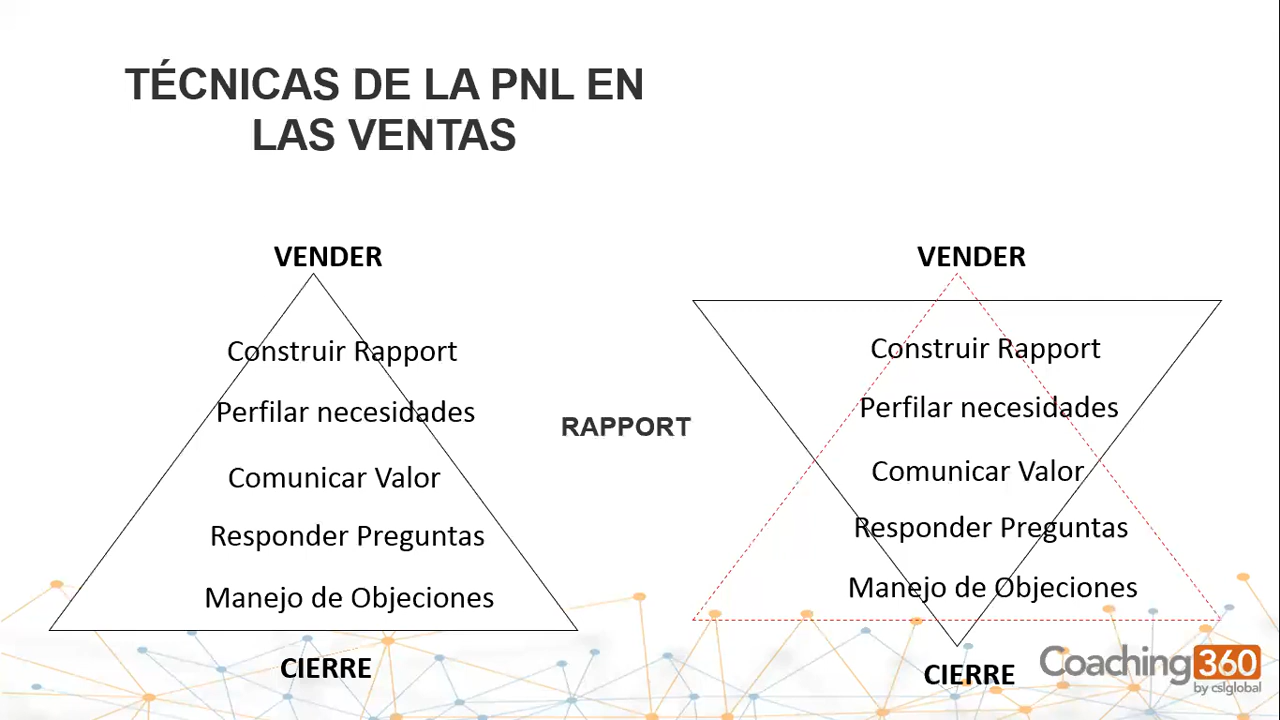 TÉCNICAS DE LA PNL EN
LAS VENTAS
VENDER
Construir Rapport
Perfilar necesidades
Comunicar Valor
Responder Preguntas
Manejo de Objeciones
CIERRE
RAPPORT
VENDER
Construir Rapport
Perfilar necesidades
Comunicar Valor
Responder Preguntas
Manejo de Objeciones
CIERRE
Coaching360
by cslglobal